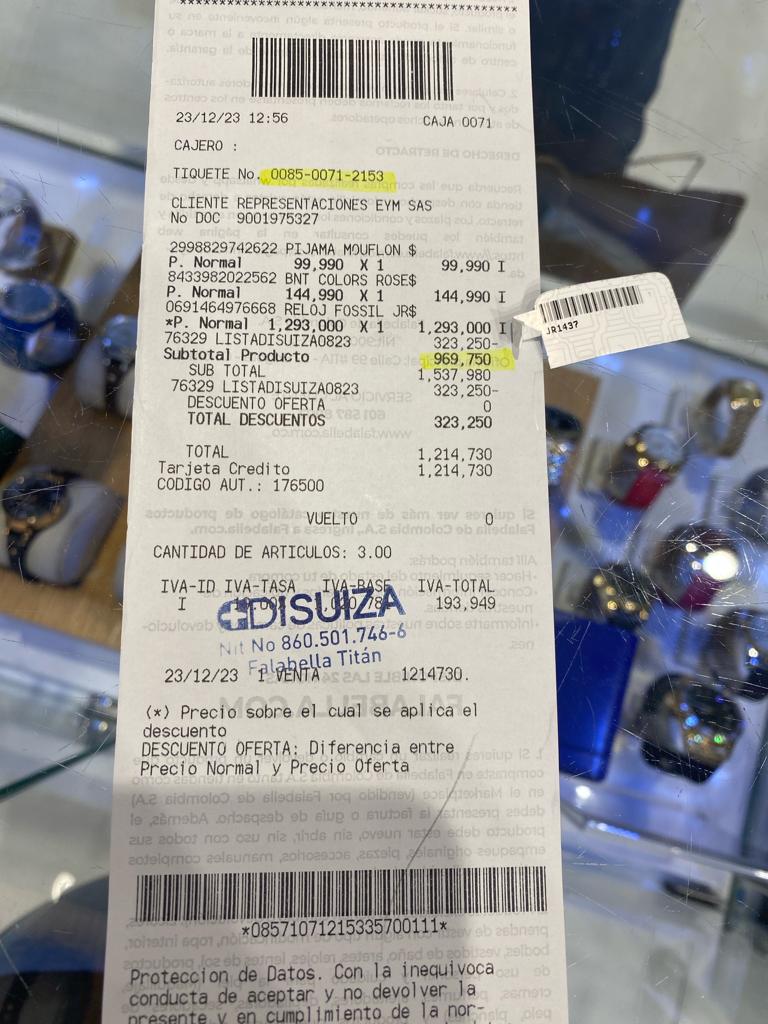 23/12/23 12:56 CAJA 0071
CAJERO :
TIQUETE No. 0085-0071-2153
CLIENTE REPRESENTACIONES EYM SAS
No DOC 9001975327
2998829742622 PIJAMA MOUFLON $
P. Normal 99,990 X 1 99,990 I
8433982022562 BNT COLORS ROSE$
P. Normal 144,990 X 1 144,990 I
0691464976668 RELOJ FOSSIL JR$
*P. Normal 1,293,000 X 1 1,293,000 I
76329 LISTADISUIZA0823 323,250-
Subtotal Producto 969,750
SUB TOTAL 1,537,980
76329 LISTADISUIZA0823 323,250-
DESCUENTO OFERTA 0
TOTAL DESCUENTOS 323,250
TOTAL 1,214,730
Tarjeta Credito 1,214,730
CODIGO AUT.: 176500
VUELTO 0
CANTIDAD DE ARTICULOS: 3.00
IVA-ID IVA-TASA IVA-BASE IVA-TOTAL
I 193,949
DISUIZA
Nit No 860.501.746-6
Falabella Titán
23/12/23 1 VENTA 1214730.
(*) Precio sobre el cual se aplica el
descuento
DESCUENTO OFERTA: Diferencia entre
Precio Normal y Precio Oferta
*08571071215335700111*
Proteccion de Datos. Con la inequivoca
conducta de aceptar y no devolver la
presente y en cumplimiento de la nor-
JR1437